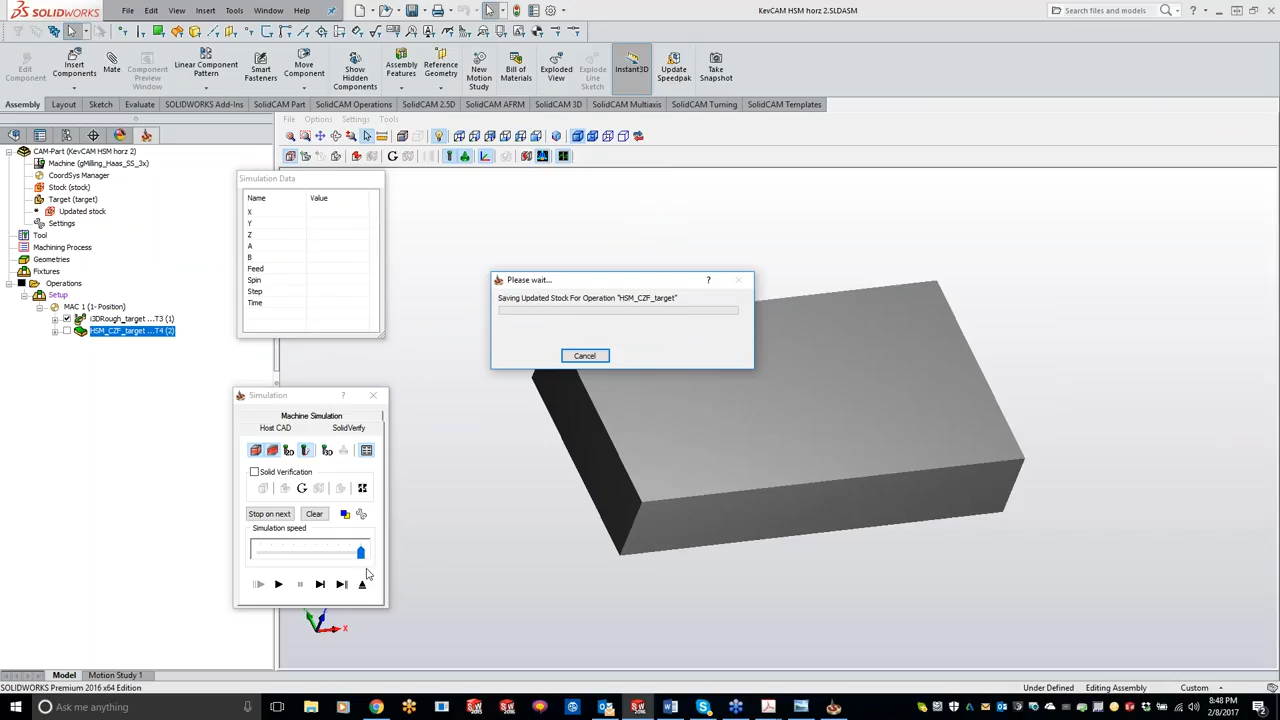 SOLIDWORKS File Edit View Insert Tools Window Help KevCAM HSM horz 2.SLDASM Search files and models
Edit Component
Insert Components
Mate
Component Preview Window
Linear Component Pattern
Smart Fasteners
Move Component
Show Hidden Components
Assembly Features
Reference Geometry
New Motion Study
Bill of Materials
Exploded View
Explode Line Sketch
Instant3D
Update Speedpak
Take Snapshot
Assembly Layout Sketch Evaluate SOLIDWORKS Add-Ins SolidCAM Part SolidCAM Operations SolidCAM 2.5D SolidCAM AFRM SolidCAM 3D SolidCAM Multiaxis SolidCAM Turning SolidCAM Templates
File Options Settings Tools
CAM-Part (KevCAM HSM horz 2)
Machine (gMilling_Haas_SS_3x)
CoordSys Manager
Stock (stock)
Target (target)
* Updated stock
Settings
Tool
Machining Process
Geometries
Fixtures
Operations
Setup
MAC 1 (1- Position)
i3DRough_target ...T3 (1)
HSM_CZF_target ...T4 (2)
Simulation Data
Name Value
X
Y
Z
A
B
Feed
Spin
Step
Time
Please wait... ?
Saving Updated Stock For Operation "HSM_CZF_target"
Cancel
Simulation ?
Machine Simulation
Host CAD SolidVerify
Solid Verification
Stop on next Clear
Simulation speed
X
Model Motion Study 1
SOLIDWORKS Premium 2016 x64 Edition Under Defined Editing Assembly Custom
Ask me anything 8:48 PM
2/8/2017